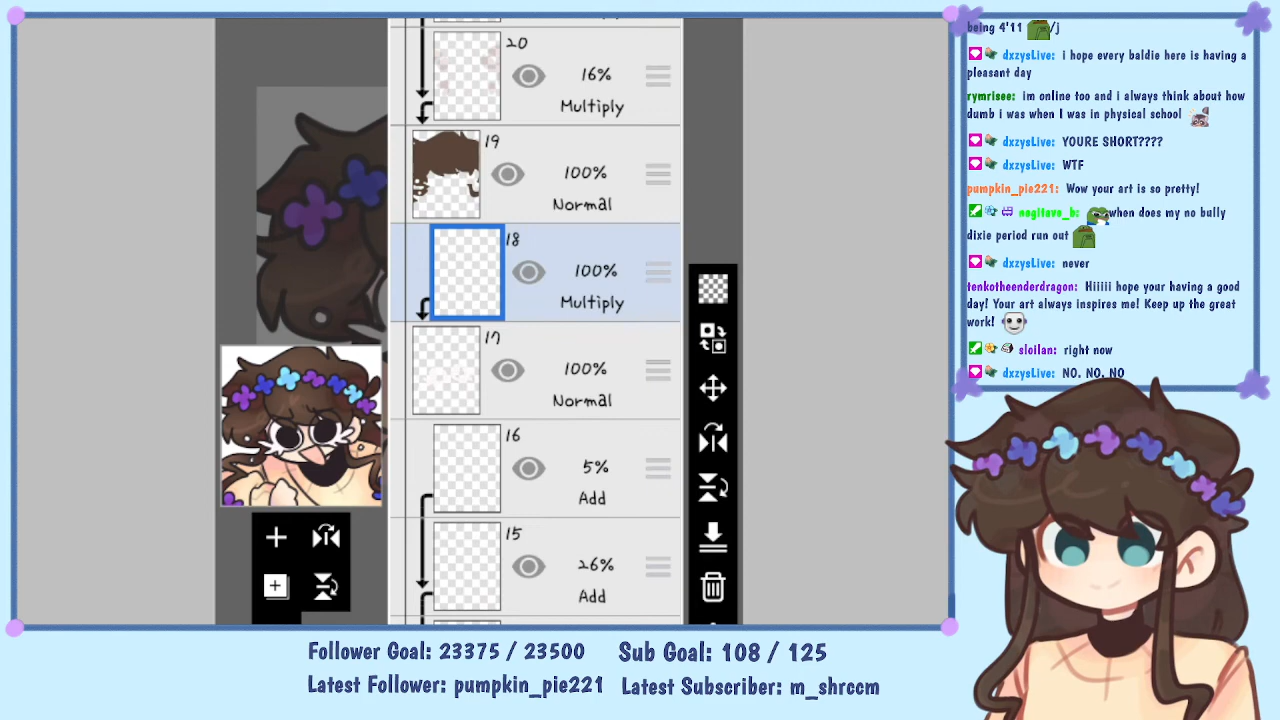 20
16%
Multiply
19
100%
Normal
18
100%
Multiply
17
100%
Normal
16
5%
Add
15
26%
Add
being 4'11 /j
dxzysLive: i hope every baldie here is having a
pleasant day
rymrisee: im online too and i always think about how
dumb i was when I was in physical school
dxzysLive: YOURE SHORT????
dxzysLive: WTF
pumpkin_pie221: Wow your art is so pretty!
nogitavo_b: when does my no bully
dixie period run out
dxzysLive: never
tenkotheenderdragon: Hiiiii hope your having a good
day! Your art always inspires me! Keep up the great
work!
sloilan: right now
dxzysLive: NO. NO. NO
Follower Goal: 23375 / 23500 Sub Goal: 108 / 125
Latest Follower: pumpkin_pie221 Latest Subscriber: m_shrccm